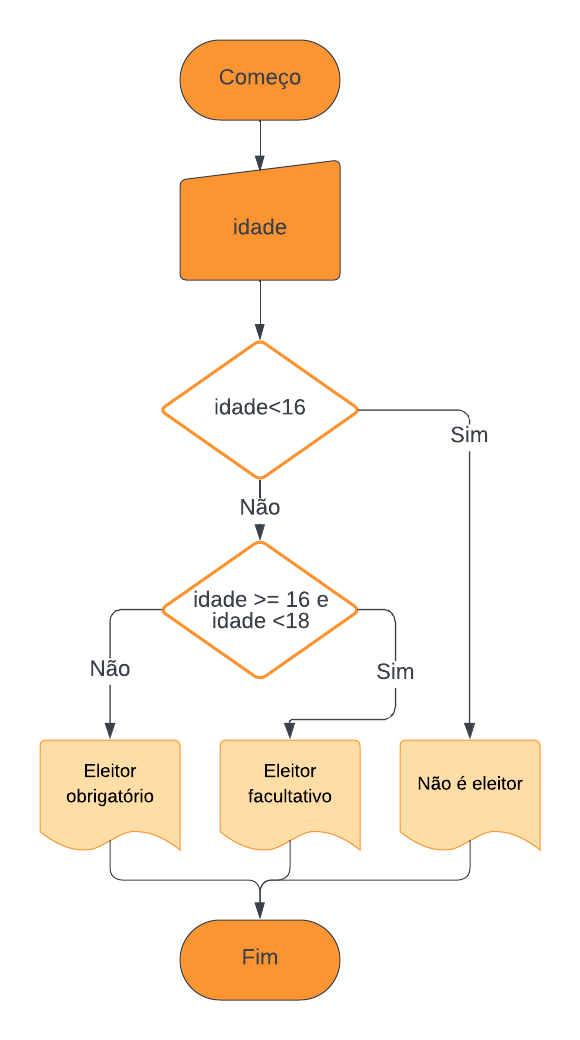 Começo
idade
idade<16
Sim
Não
idade >= 16 e
idade <18
Não
Sim
Eleitor
obrigatório
Eleitor
facultativo
Não é eleitor
Fim